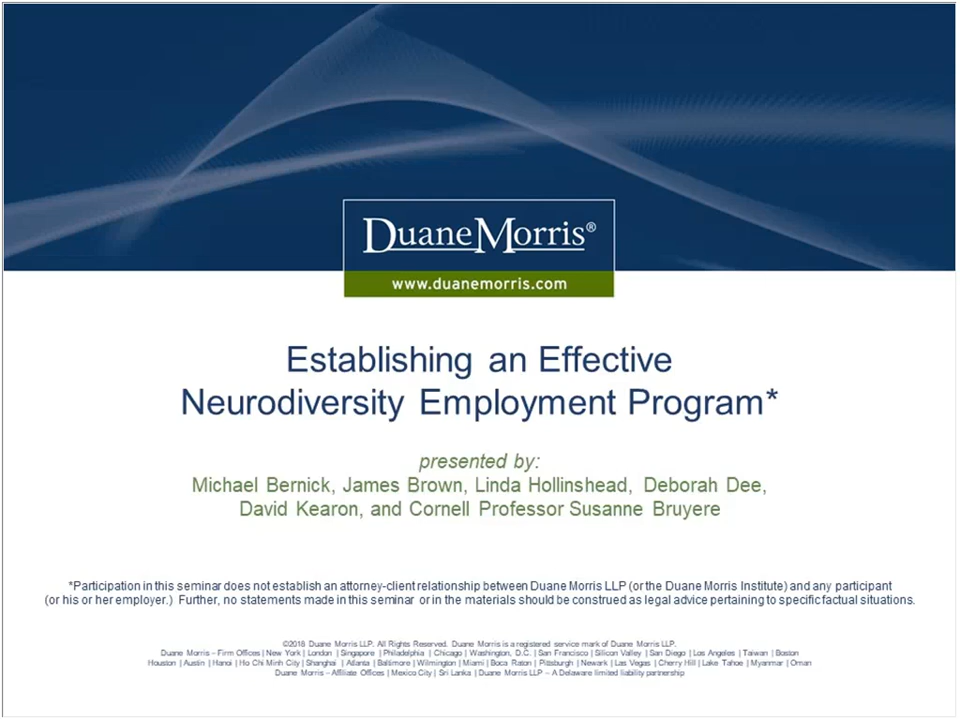 DuaneMorris®
www.duanemorris.com
Establishing an Effective
Neurodiversity Employment Program*
presented by:
Michael Bernick, James Brown, Linda Hollinshead, Deborah Dee,
David Kearon, and Cornell Professor Susanne Bruyere
*Participation in this seminar does not establish an attorney-client relationship between Duane Morris LLP (or the Duane Morris Institute) and any participant
(or his or her employer.) Further, no statements made in this seminar or in the materials should be construed as legal advice pertaining to specific factual situations.
©2018 Duane Morris LLP. All Rights Reserved. Duane Morris is a registered service mark of Duane Morris LLP.
Duane Morris – Firm Offices | New York | London | Singapore | Philadelphia | Chicago | Washington, D.C. | San Francisco | Silicon Valley | San Diego | Los Angeles | Taiwan | Boston
Houston | Austin | Hanoi | Ho Chi Minh City | Shanghai | Atlanta | Baltimore | Wilmington | Miami | Boca Raton | Pittsburgh | Newark | Las Vegas | Cherry Hill | Lake Tahoe | Myanmar | Oman
Duane Morris – Affiliate Offices | Mexico City | Sri Lanka | Duane Morris LLP – A Delaware limited liability partnership